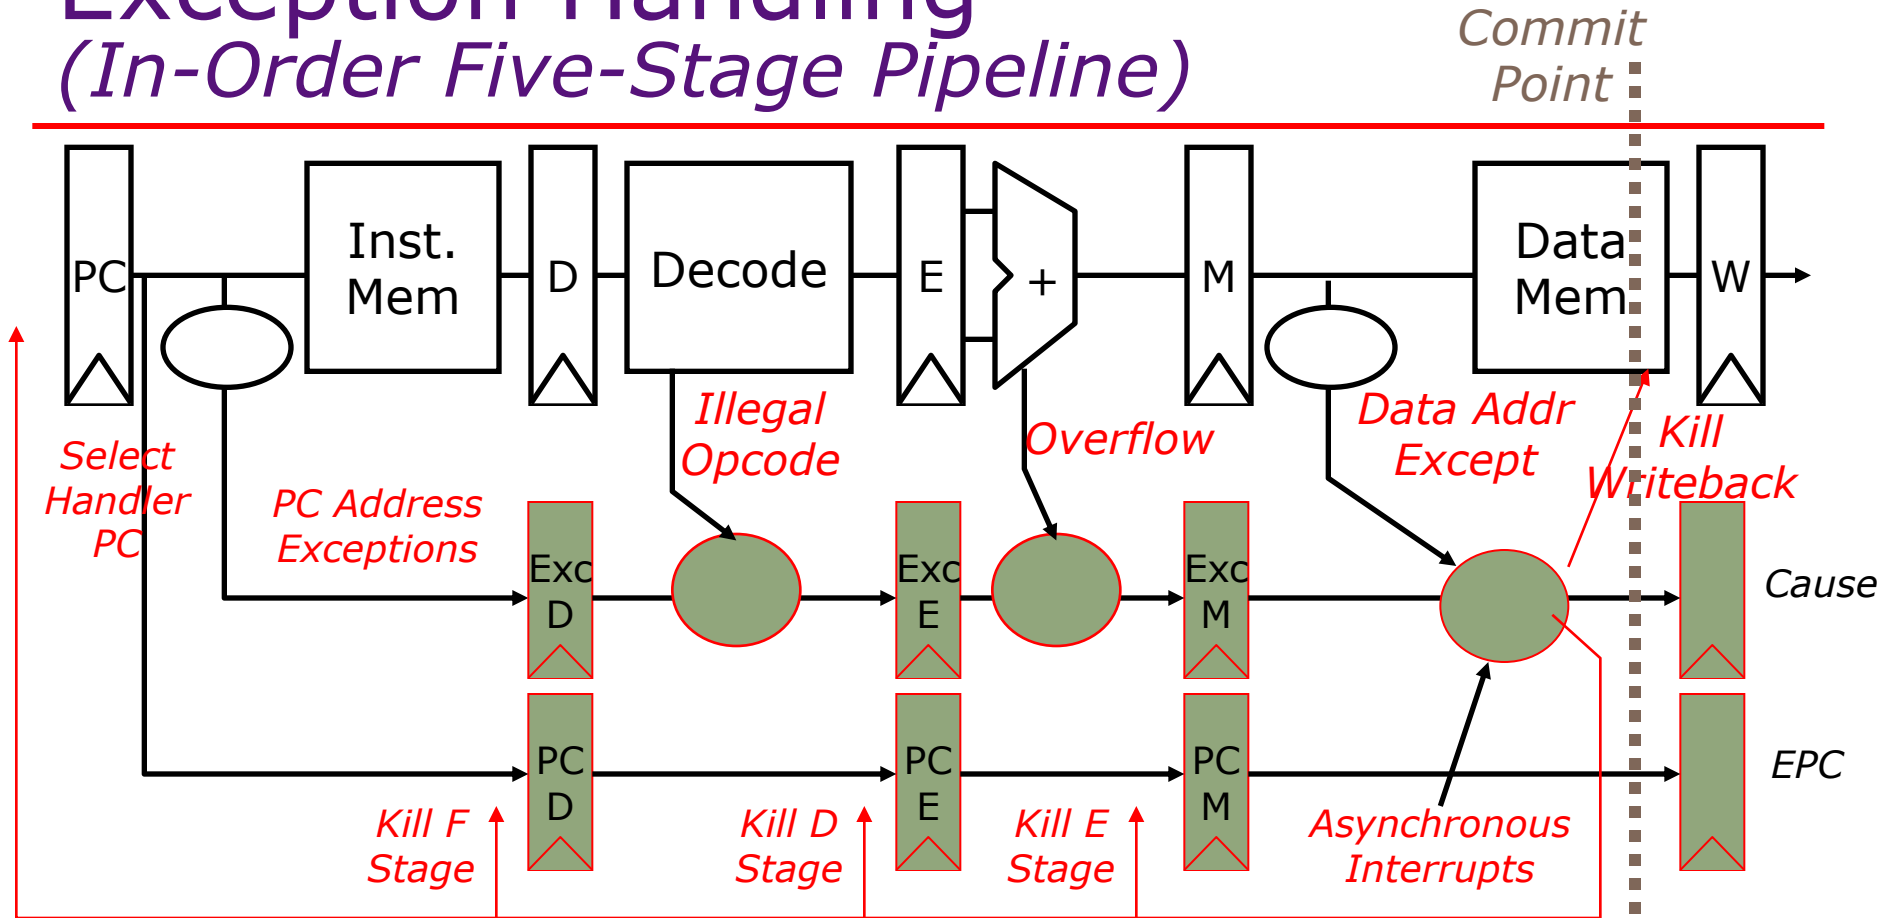 Exception Handling
(In-Order Five-Stage Pipeline)
Commit
Point
PC
Inst.
Mem
D
Decode
E
+
M
Data
Mem
W
Select
Handler
PC
PC Address
Exceptions
Illegal
Opcode
Overflow
Data Addr
Except
Kill
Writeback
Exc
D
Exc
E
Exc
M
Cause
PC
D
PC
E
PC
M
EPC
Kill F
Stage
Kill D
Stage
Kill E
Stage
Asynchronous
Interrupts